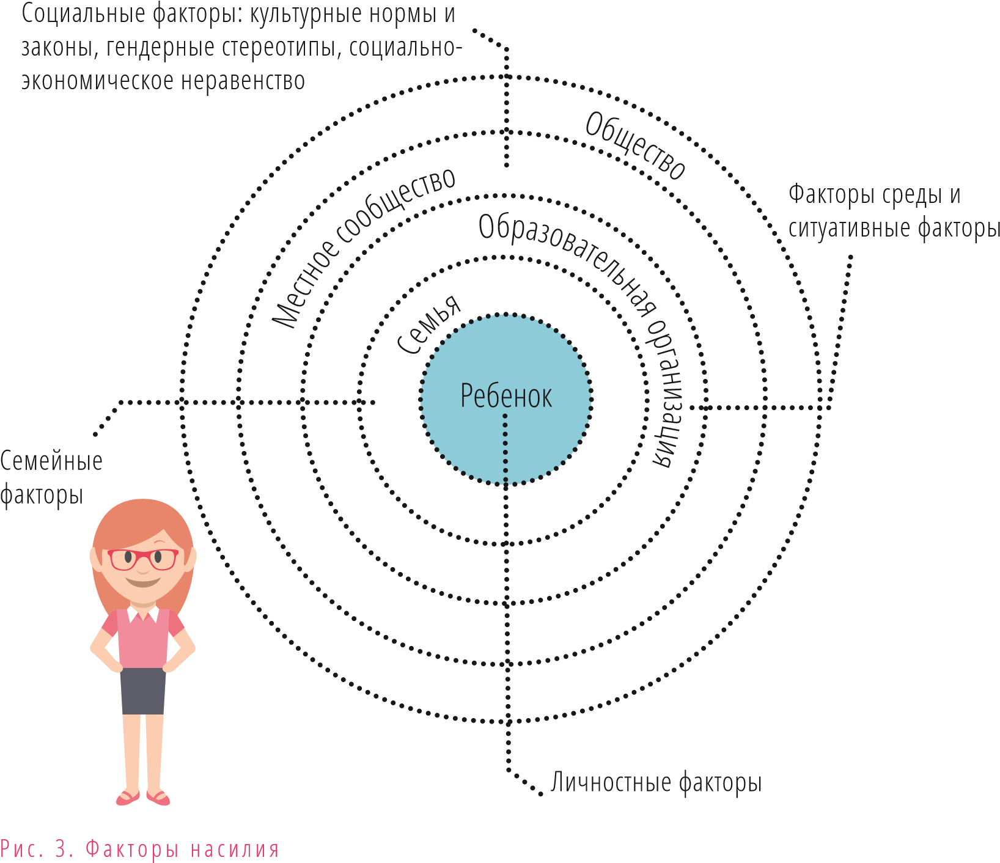 Социальные факторы: культурные нормы и
законы, гендерные стереотипы, социально-
экономическое неравенство
Общество
Местное сообщество
Факторы среды и
ситуативные факторы
Образовательная организация
Семья
Ребенок
Семейные
факторы
Личностные факторы
Рис. 3. Факторы насилия